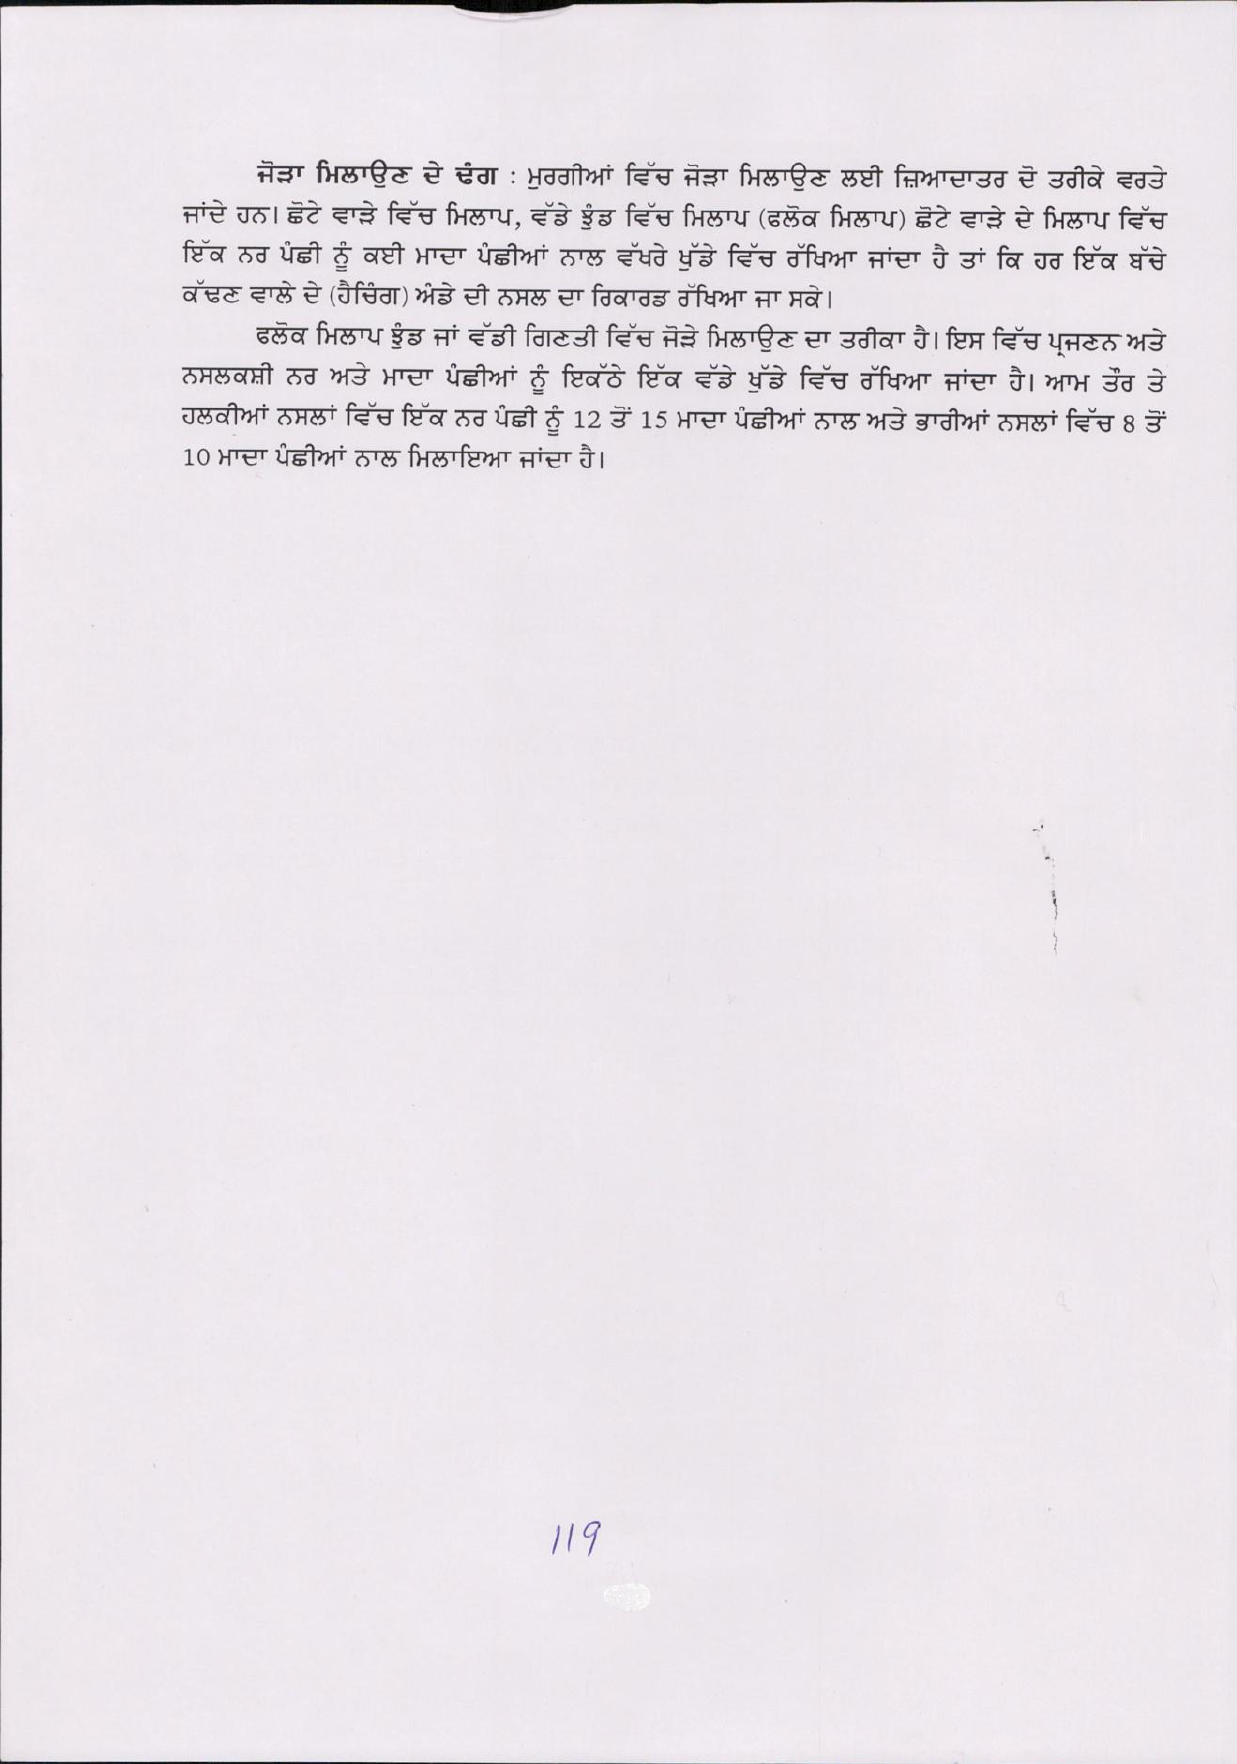 ਜੋੜਾ ਮਿਲਾਉਣ ਦੇ ਢੰਗ : ਮੁਰਗੀਆਂ ਵਿੱਚ ਜੋੜਾ ਮਿਲਾਉਣ ਲਈ ਜ਼ਿਆਦਾਤਰ ਦੋ ਤਰੀਕੇ ਵਰਤੇ
ਜਾਂਦੇ ਹਨ। ਛੋਟੇ ਵਾੜੇ ਵਿੱਚ ਮਿਲਾਪ, ਵੱਡੇ ਝੁੰਡ ਵਿੱਚ ਮਿਲਾਪ (ਫਲੋਕ ਮਿਲਾਪ) ਛੋਟੇ ਵਾੜੇ ਦੇ ਮਿਲਾਪ ਵਿੱਚ
ਇੱਕ ਨਰ ਪੰਛੀ ਨੂੰ ਕਈ ਮਾਦਾ ਪੰਛੀਆਂ ਨਾਲ ਵੱਖਰੇ ਖੁੱਡੇ ਵਿੱਚ ਰੱਖਿਆ ਜਾਂਦਾ ਹੈ ਤਾਂ ਕਿ ਹਰ ਇੱਕ ਬੱਚੇ
ਕੱਢਣ ਵਾਲੇ ਦੇ (ਹੈਚਿੰਗ) ਅੰਡੇ ਦੀ ਨਸਲ ਦਾ ਰਿਕਾਰਡ ਰੱਖਿਆ ਜਾ ਸਕੇ।
ਫਲੋਕ ਮਿਲਾਪ ਝੁੰਡ ਜਾਂ ਵੱਡੀ ਗਿਣਤੀ ਵਿੱਚ ਜੋੜੇ ਮਿਲਾਉਣ ਦਾ ਤਰੀਕਾ ਹੈ। ਇਸ ਵਿੱਚ ਪ੍ਰਜਣਨ ਅਤੇ
ਨਸਲਕਸ਼ੀ ਨਰ ਅਤੇ ਮਾਦਾ ਪੰਛੀਆਂ ਨੂੰ ਇਕੱਠੇ ਇੱਕ ਵੱਡੇ ਖੁੱਡੇ ਵਿੱਚ ਰੱਖਿਆ ਜਾਂਦਾ ਹੈ। ਆਮ ਤੌਰ ਤੇ
ਹਲਕੀਆਂ ਨਸਲਾਂ ਵਿੱਚ ਇੱਕ ਨਰ ਪੰਛੀ ਨੂੰ 12 ਤੋਂ 15 ਮਾਦਾ ਪੰਛੀਆਂ ਨਾਲ ਅਤੇ ਭਾਰੀਆਂ ਨਸਲਾਂ ਵਿੱਚ 8 ਤੋਂ
10 ਮਾਦਾ ਪੰਛੀਆਂ ਨਾਲ ਮਿਲਾਇਆ ਜਾਂਦਾ ਹੈ।
119